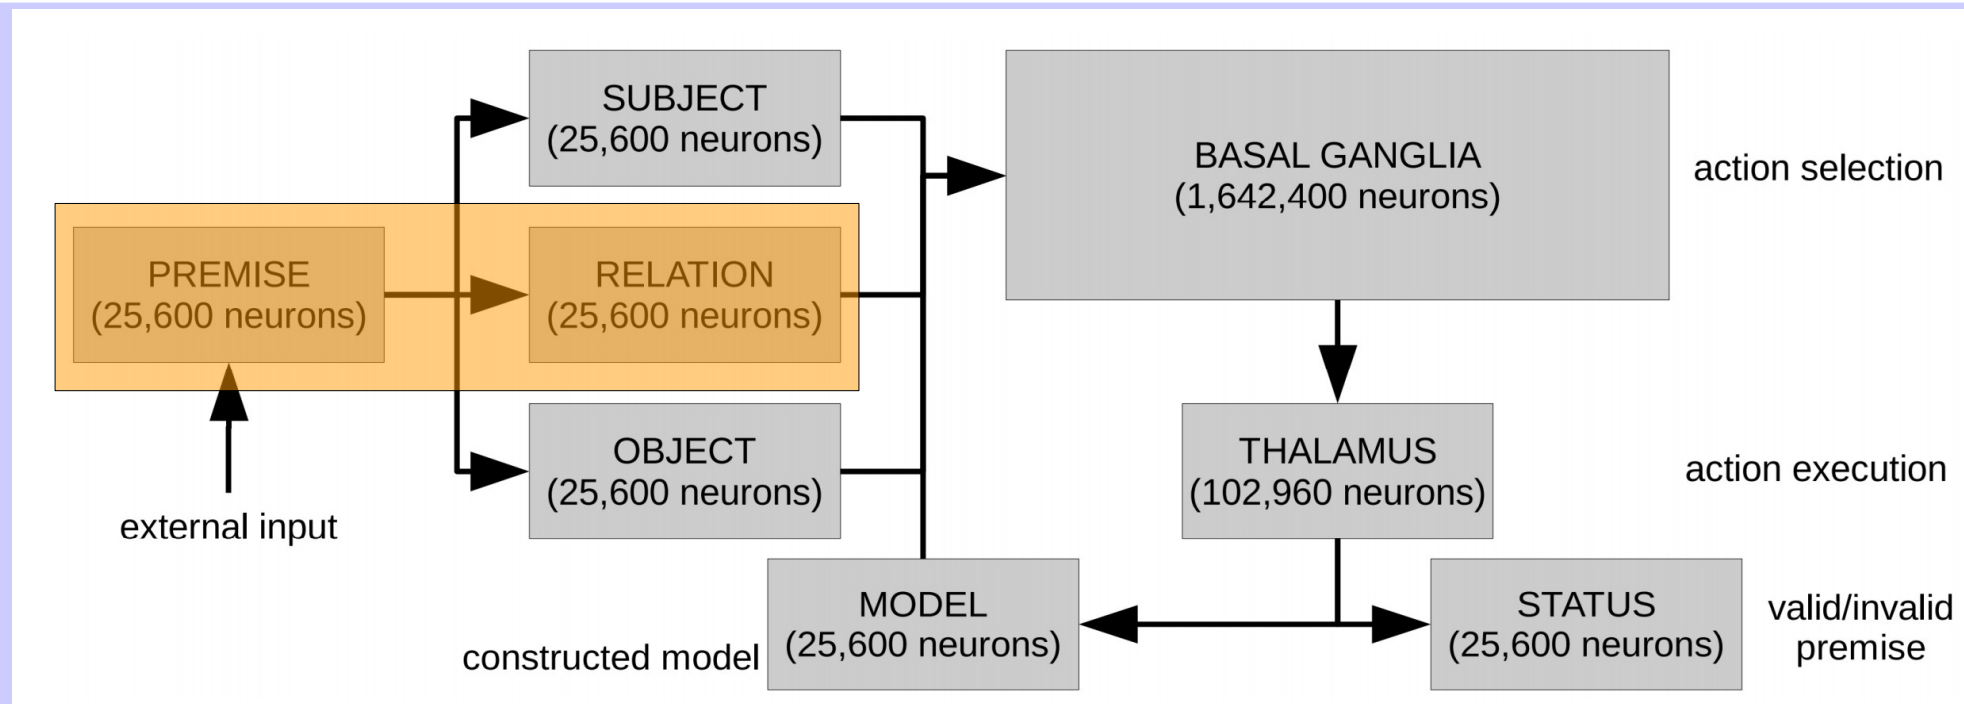 SUBJECT
(25,600 neurons)
BASAL GANGLIA
(1,642,400 neurons)
action selection
PREMISE
(25,600 neurons)
RELATION
(25,600 neurons)
external input
OBJECT
(25,600 neurons)
THALAMUS
(102,960 neurons)
action execution
constructed model
MODEL
(25,600 neurons)
STATUS
(25,600 neurons)
valid/invalid
premise